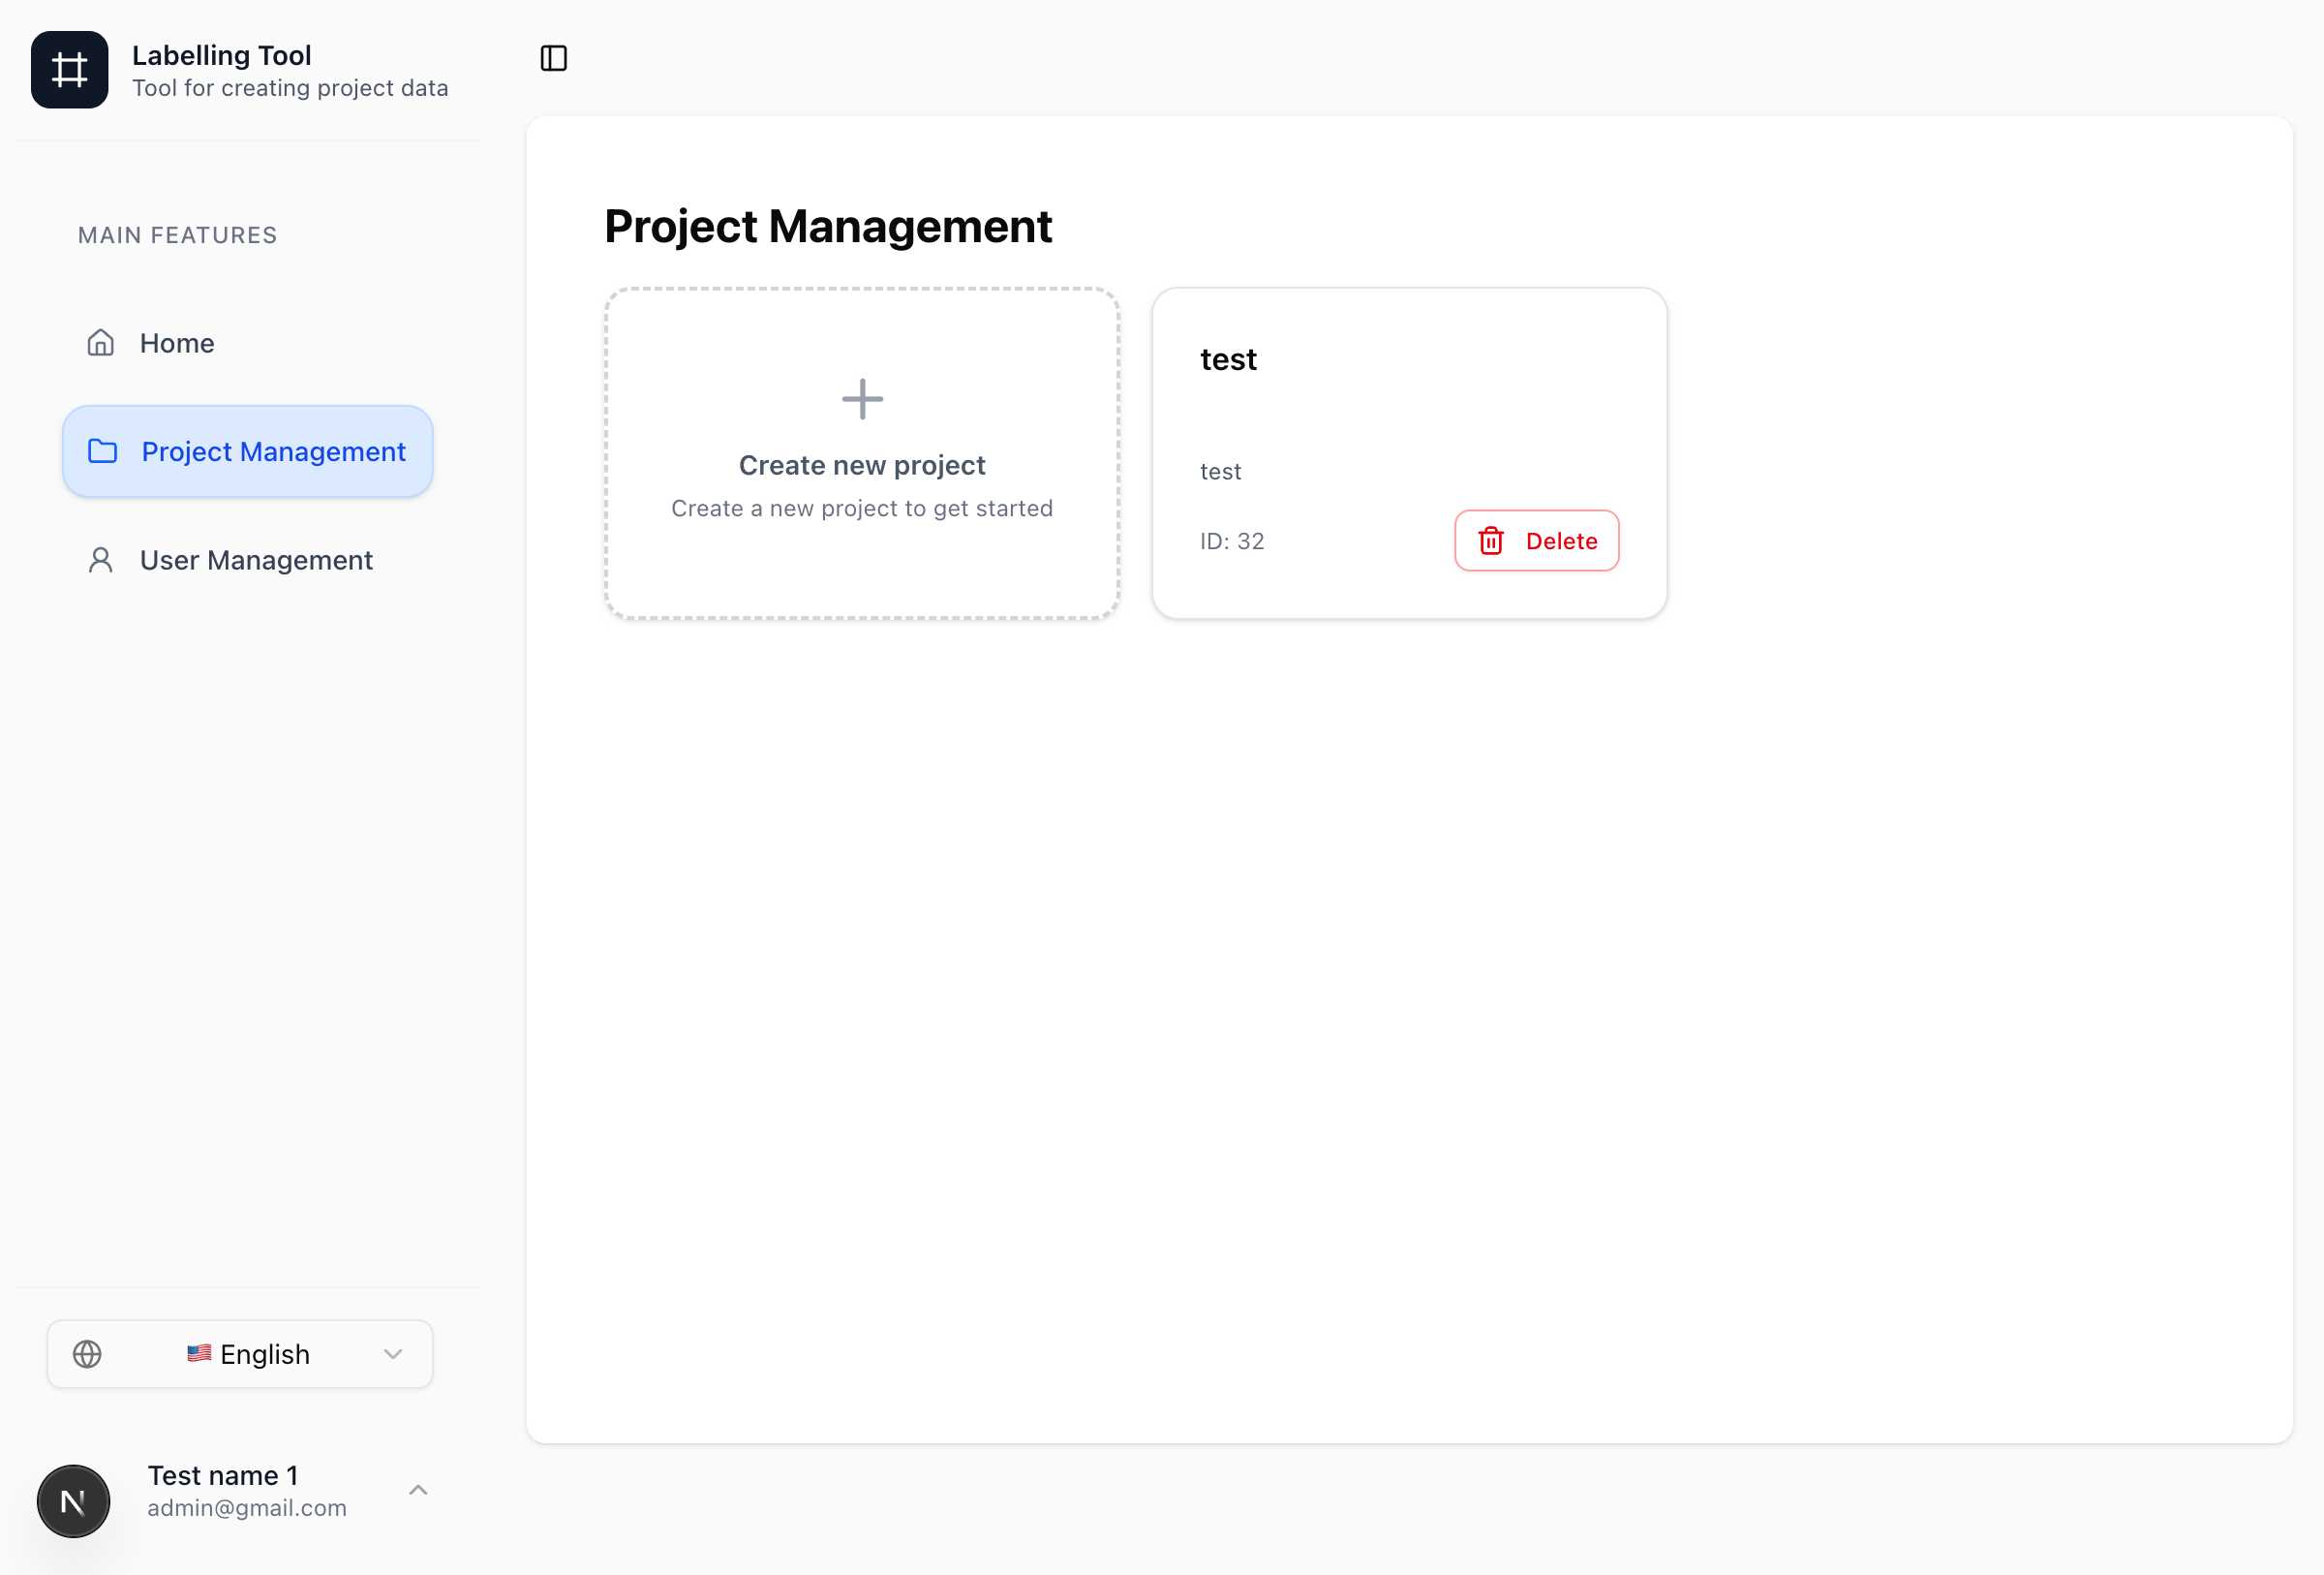 Labelling Tool
Tool for creating project data
MAIN FEATURES
Home
Project Management
User Management
🇺🇸 English
N
Test name 1
admin@gmail.com
Project Management
Create new project
Create a new project to get started
test
test
ID: 32
Delete